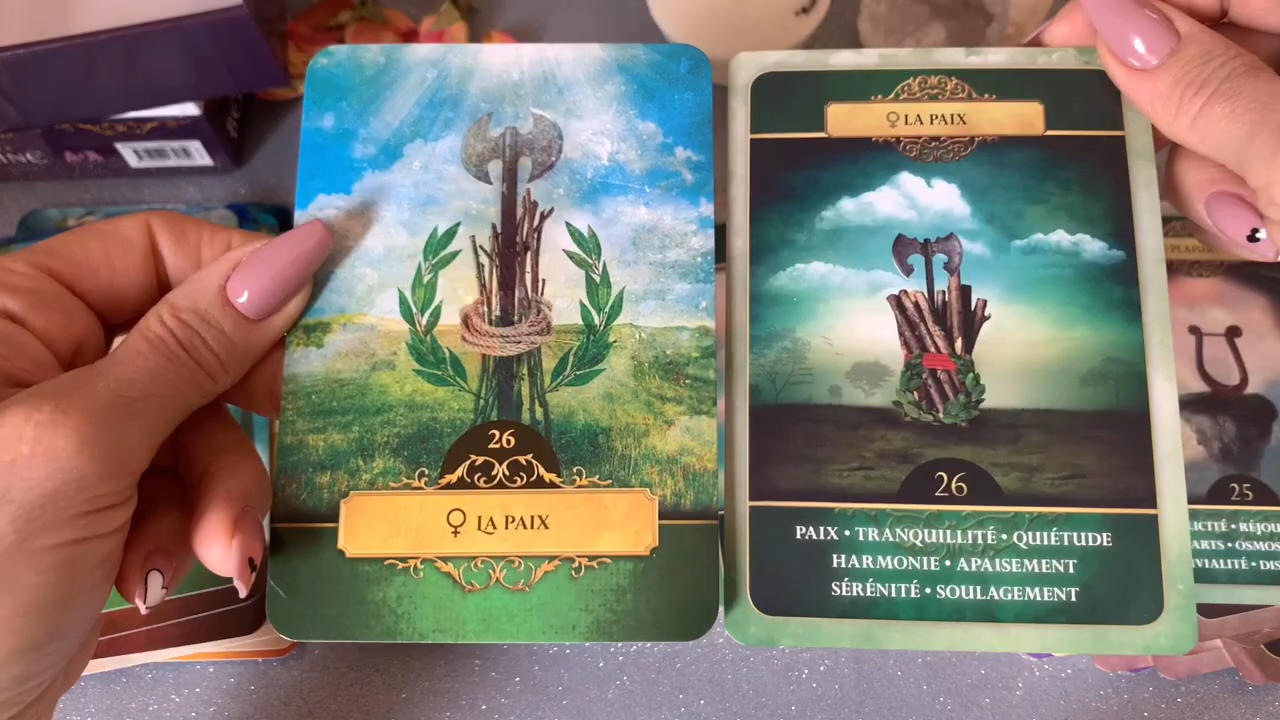 26
♀ LA PAIX
♀ LA PAIX
26
PAIX • TRANQUILLITÉ • QUIÉTUDE
HARMONIE • APAISEMENT
SÉRÉNITÉ • SOULAGEMENT
25